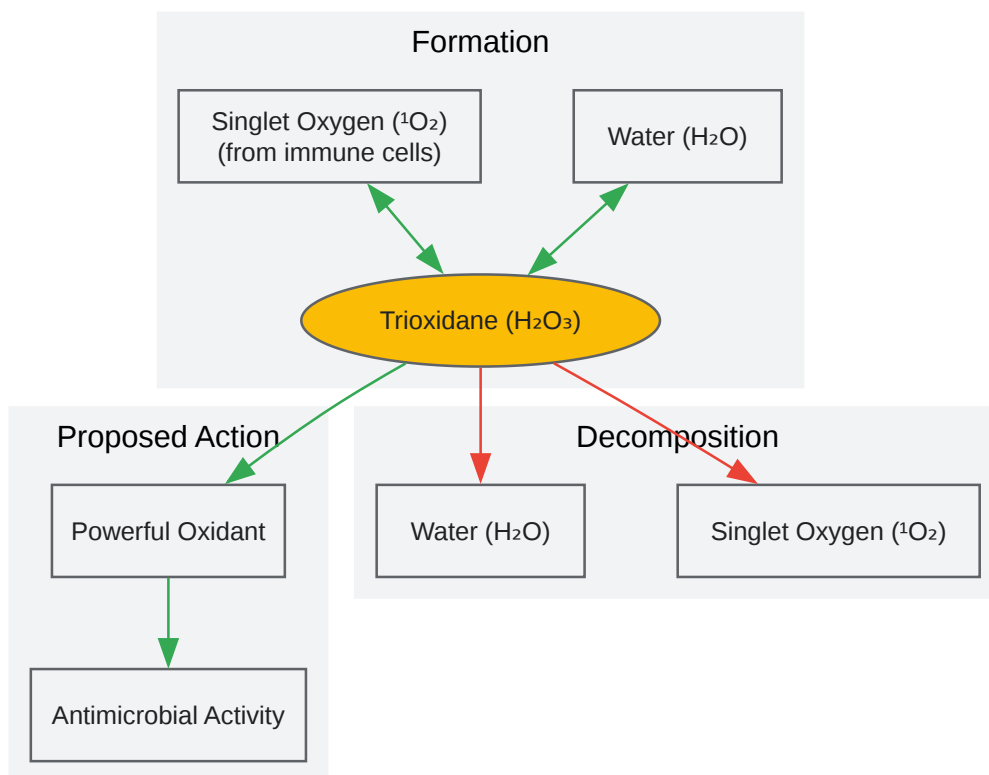 Formation
Singlet Oxygen (¹O₂)
(from immune cells)
Water (H₂O)
Trioxidane (H₂O₃)
Proposed Action
Powerful Oxidant
Antimicrobial Activity
Decomposition
Water (H₂O)
Singlet Oxygen (¹O₂)